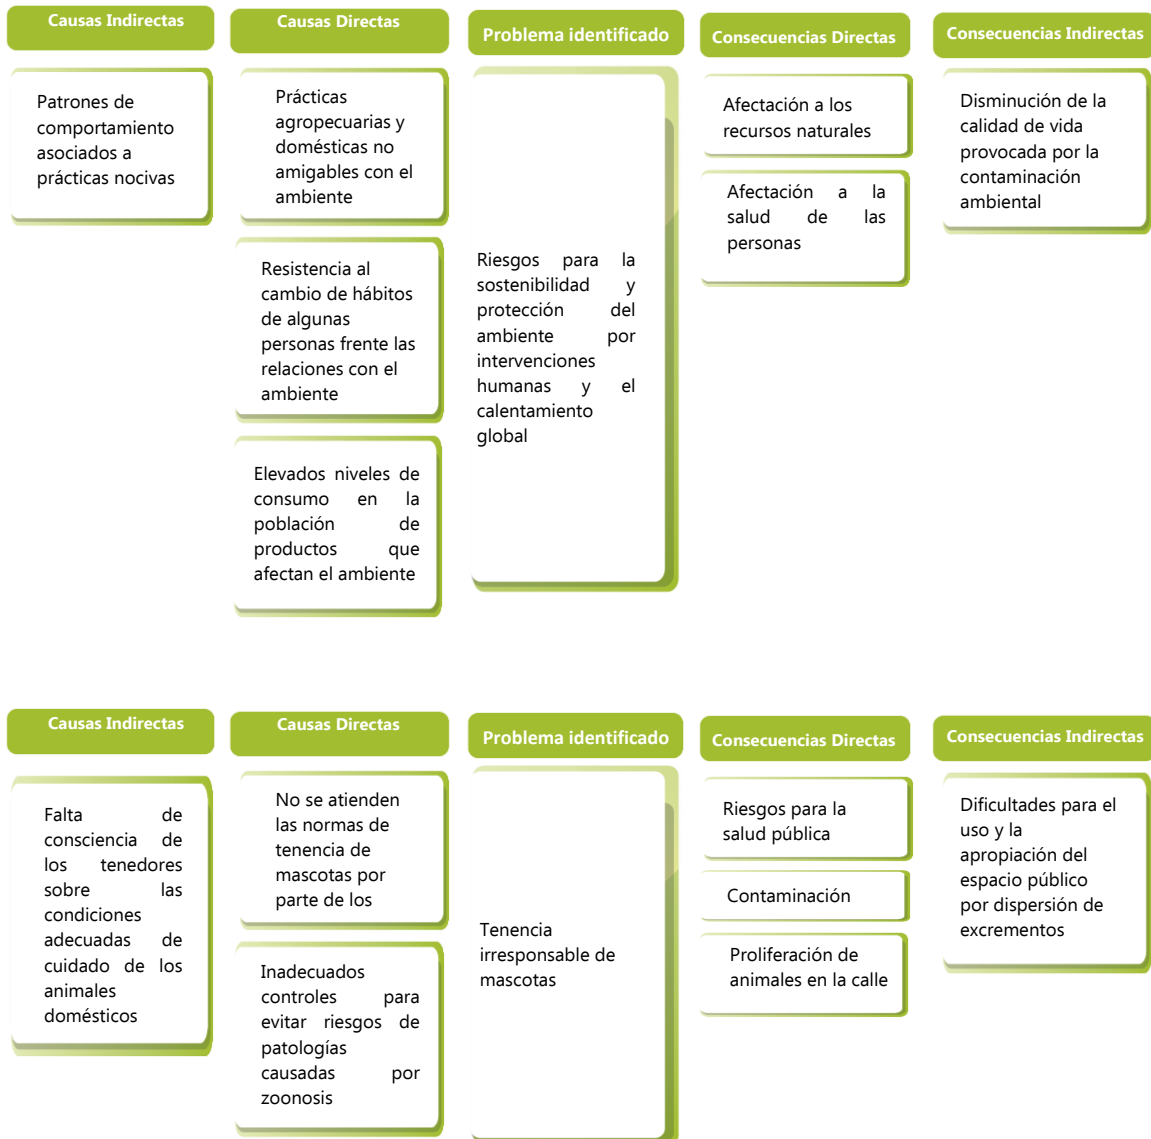 Causas Indirectas
Causas Directas
Problema identificado
Consecuencias Directas
Consecuencias Indirectas
Patrones de
comportamiento
asociados a
prácticas nocivas
Prácticas
agropecuarias y
domésticas no
amigables con el
ambiente
Resistencia al
cambio de hábitos
de algunas
personas frente las
relaciones con el
ambiente
Elevados niveles de
consumo en la
población de
productos que
afectan el ambiente
Riesgos para la
sostenibilidad y
protección del
ambiente por
intervenciones
humanas y el
calentamiento
global
Afectación a los
recursos naturales
Afectación a la
salud de las
personas
Disminución de la
calidad de vida
provocada por la
contaminación
ambiental
Causas Indirectas
Causas Directas
Problema identificado
Consecuencias Directas
Consecuencias Indirectas
Falta de
consciencia de
los tenedores
sobre las
condiciones
adecuadas de
cuidado de los
animales
domésticos
No se atienden
las normas de
tenencia de
mascotas por
parte de los
Inadecuados
controles para
evitar riesgos de
patologías
causadas por
zoonosis
Tenencia
irresponsable de
mascotas
Riesgos para la
salud pública
Contaminación
Proliferación de
animales en la calle
Dificultades para el
uso y la
apropiación del
espacio público
por dispersión de
excrementos